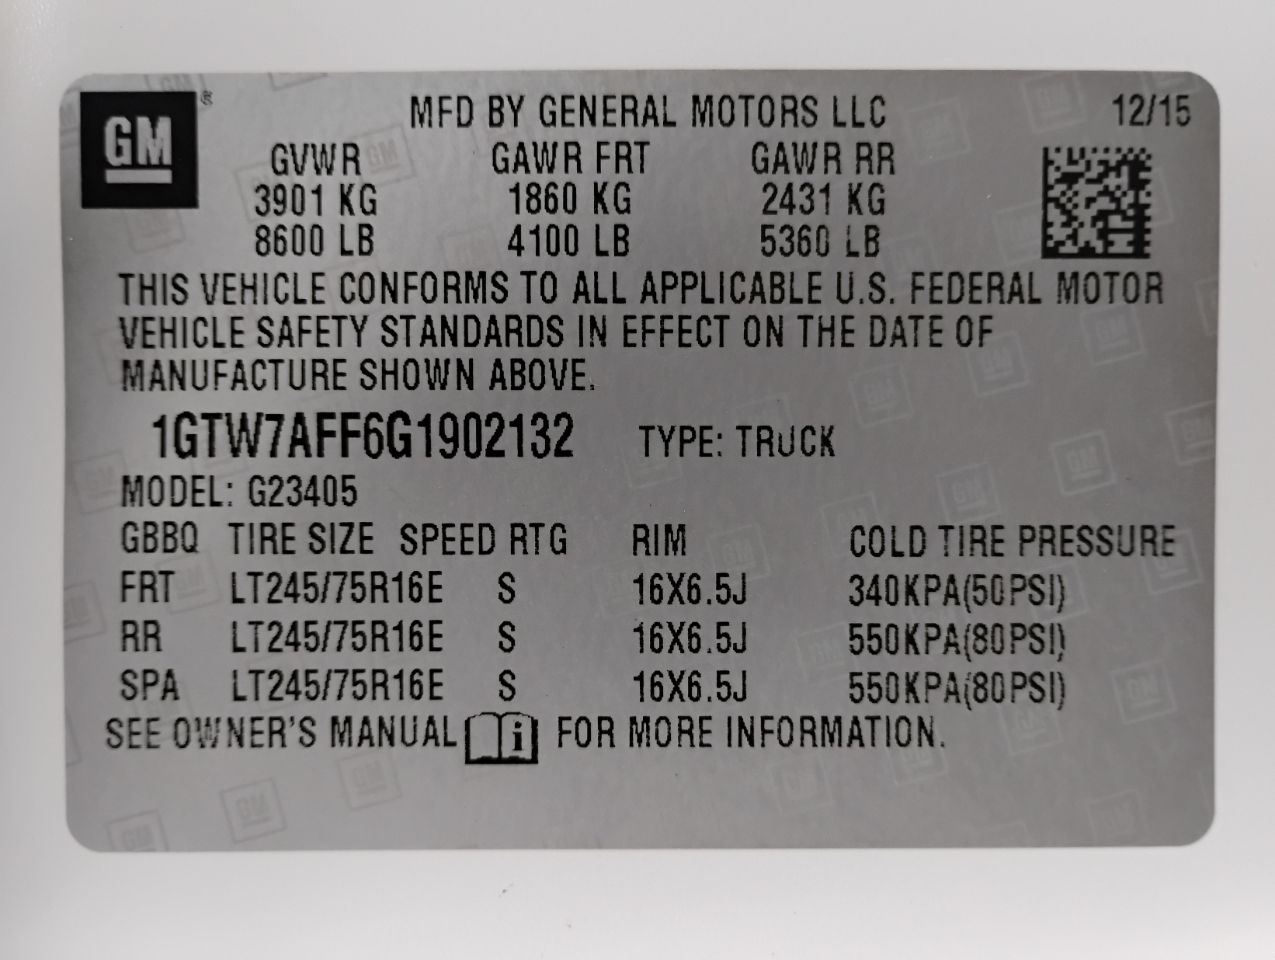 GM ® MFD BY GENERAL MOTORS LLC 12/15
GVWR GAWR FRT GAWR RR
3901 KG 1860 KG 2431 KG
8600 LB 4100 LB 5360 LB
THIS VEHICLE CONFORMS TO ALL APPLICABLE U.S. FEDERAL MOTOR
VEHICLE SAFETY STANDARDS IN EFFECT ON THE DATE OF
MANUFACTURE SHOWN ABOVE.
1GTW7AFF6G1902132 TYPE: TRUCK
MODEL: G23405
GBBQ TIRE SIZE SPEED RTG RIM COLD TIRE PRESSURE
FRT LT245/75R16E S 16X6.5J 340KPA(50PSI)
RR LT245/75R16E S 16X6.5J 550KPA(80PSI)
SPA LT245/75R16E S 16X6.5J 550KPA(80PSI)
SEE OWNER'S MANUAL i FOR MORE INFORMATION.